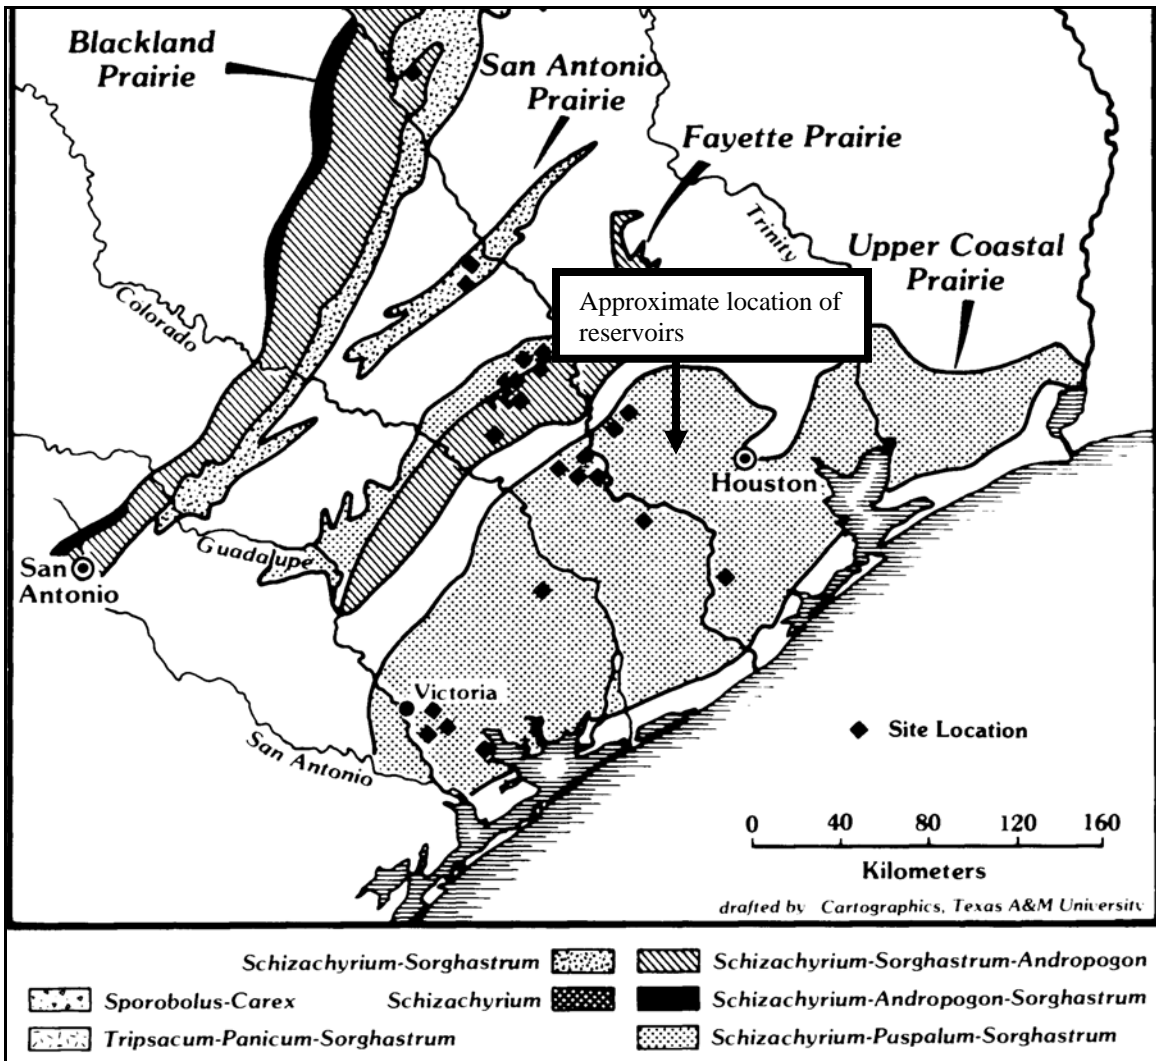 Blackland
Prairie
San Antonio
Prairie
Fayette Prairie
Trinity
Upper Coastal
Prairie
Approximate location of
reservoirs
Colorado
Houston
Guadalupe
San
Antonio
Victoria
San Antonio
Site Location
0 40 80 120 160
Kilometers
drafted by Cartographics, Texas A&M University
Schizachyrium-Sorghastrum
Schizachyrium-Sorghastrum-Andropogon
Sporobolus-Carex
Schizachyrium
Schizachyrium-Andropogon-Sorghastrum
Tripsacum-Panicum-Sorghastrum
Schizachyrium-Puspalum-Sorghastrum